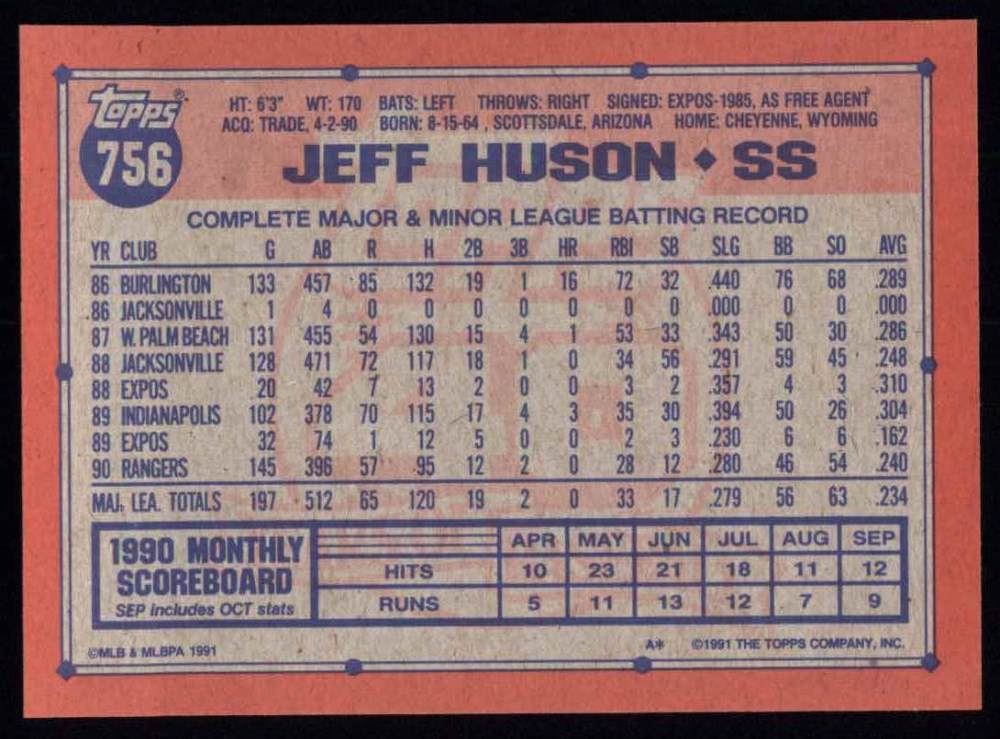 Topps®
756
HT: 6'3" WT: 170 BATS: LEFT THROWS: RIGHT SIGNED: EXPOS-1985, AS FREE AGENT
ACQ: TRADE, 4-2-90 BORN: 8-15-64 , SCOTTSDALE, ARIZONA HOME: CHEYENNE, WYOMING
JEFF HUSON ◆ SS
COMPLETE MAJOR & MINOR LEAGUE BATTING RECORD
YR CLUB G AB R H 2B 3B HR RBI SB SLG BB SO AVG
86 BURLINGTON 133 457 85 132 19 1 16 72 32 .440 76 68 .289
86 JACKSONVILLE 1 4 0 0 0 0 0 0 0 .000 0 0 .000
87 W. PALM BEACH 131 455 54 130 15 4 1 53 33 .343 50 30 .286
88 JACKSONVILLE 128 471 72 117 18 1 0 34 56 .291 59 45 .248
88 EXPOS 20 42 7 13 2 0 0 3 2 .357 4 3 .310
89 INDIANAPOLIS 102 378 70 115 17 4 3 35 30 .394 50 26 .304
89 EXPOS 32 74 1 12 5 0 0 2 3 .230 6 6 .162
90 RANGERS 145 396 57 95 12 2 0 28 12 .280 46 54 .240
MAJ. LEA. TOTALS 197 512 65 120 19 2 0 33 17 .279 56 63 .234
1990 MONTHLY SCOREBOARD
SEP includes OCT stats
APR MAY JUN JUL AUG SEP
HITS 10 23 21 18 11 12
RUNS 5 11 13 12 7 9
©MLB & MLBPA 1991 A* ©1991 THE TOPPS COMPANY, INC.